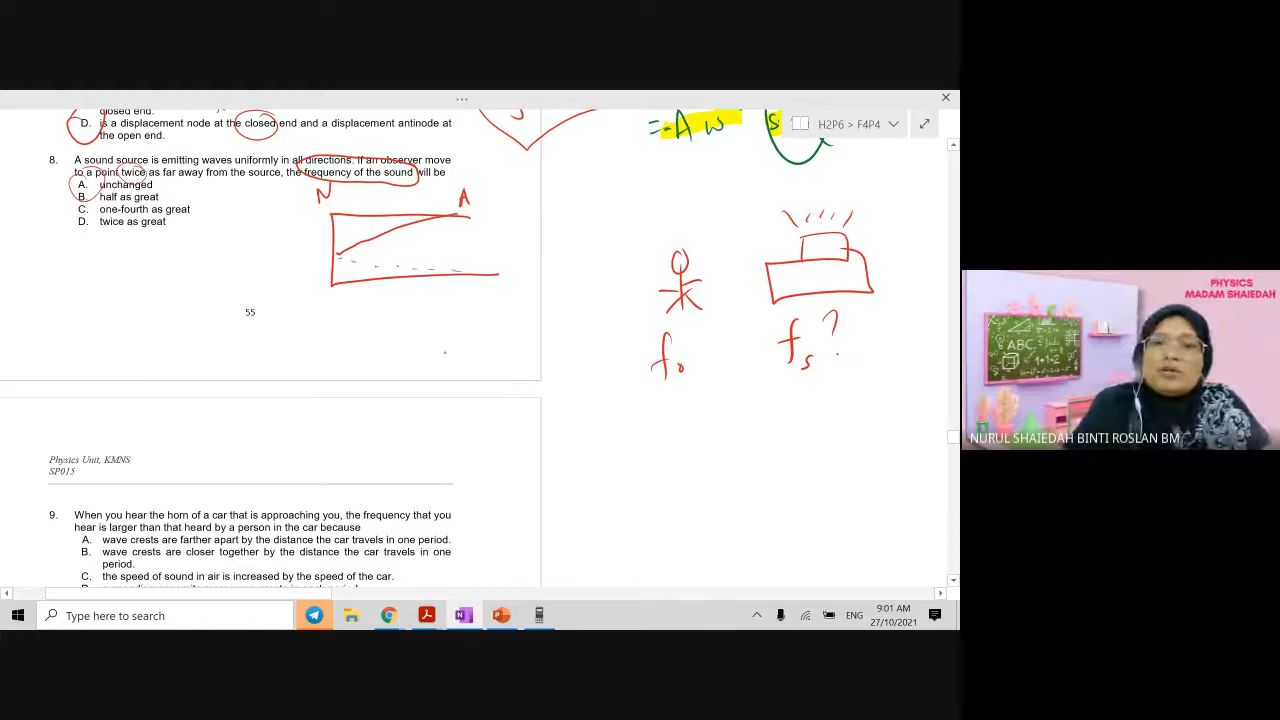 closed end.
D. is a displacement node at the closed end and a displacement antinode at
the open end.
8. A sound source is emitting waves uniformly in all directions. If an observer move
to a point twice as far away from the source, the frequency of the sound will be
A. unchanged
B. half as great
C. one-fourth as great
D. twice as great
N A
55
Physics Unit, KMNS
SP015
9. When you hear the horn of a car that is approaching you, the frequency that you
hear is larger than that heard by a person in the car because
A. wave crests are farther apart by the distance the car travels in one period.
B. wave crests are closer together by the distance the car travels in one
period.
C. the speed of sound in air is increased by the speed of the car.
= -A ω
s
H2P6 > F4P4
fo
fs ?
PHYSICS
MADAM SHAIEDAH
ABC
1+1=2
NURUL SHAIEDAH BINTI ROSLAN BM
Type here to search
ENG
9:01 AM
27/10/2021